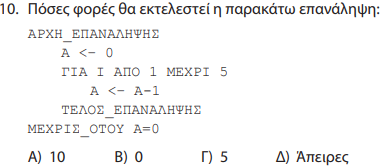 10. Πόσες φορές θα εκτελεστεί η παρακάτω επανάληψη:
ΑΡΧΗ_ΕΠΑΝΑΛΗΨΗΣ
Α <- 0
ΓΙΑ Ι ΑΠΟ 1 ΜΕΧΡΙ 5
Α <- Α-1
ΤΕΛΟΣ_ΕΠΑΝΑΛΗΨΗΣ
ΜΕΧΡΙΣ_ΟΤΟΥ Α=0
Α) 10 Β) 0 Γ) 5 Δ) Άπειρες